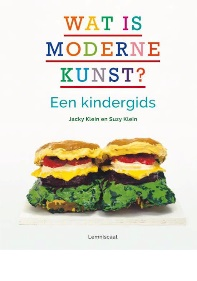 WAT IS
MODERNE
KUNST?
Een kindergids
Jacky Klein en Suzy Klein
Lemniscaat